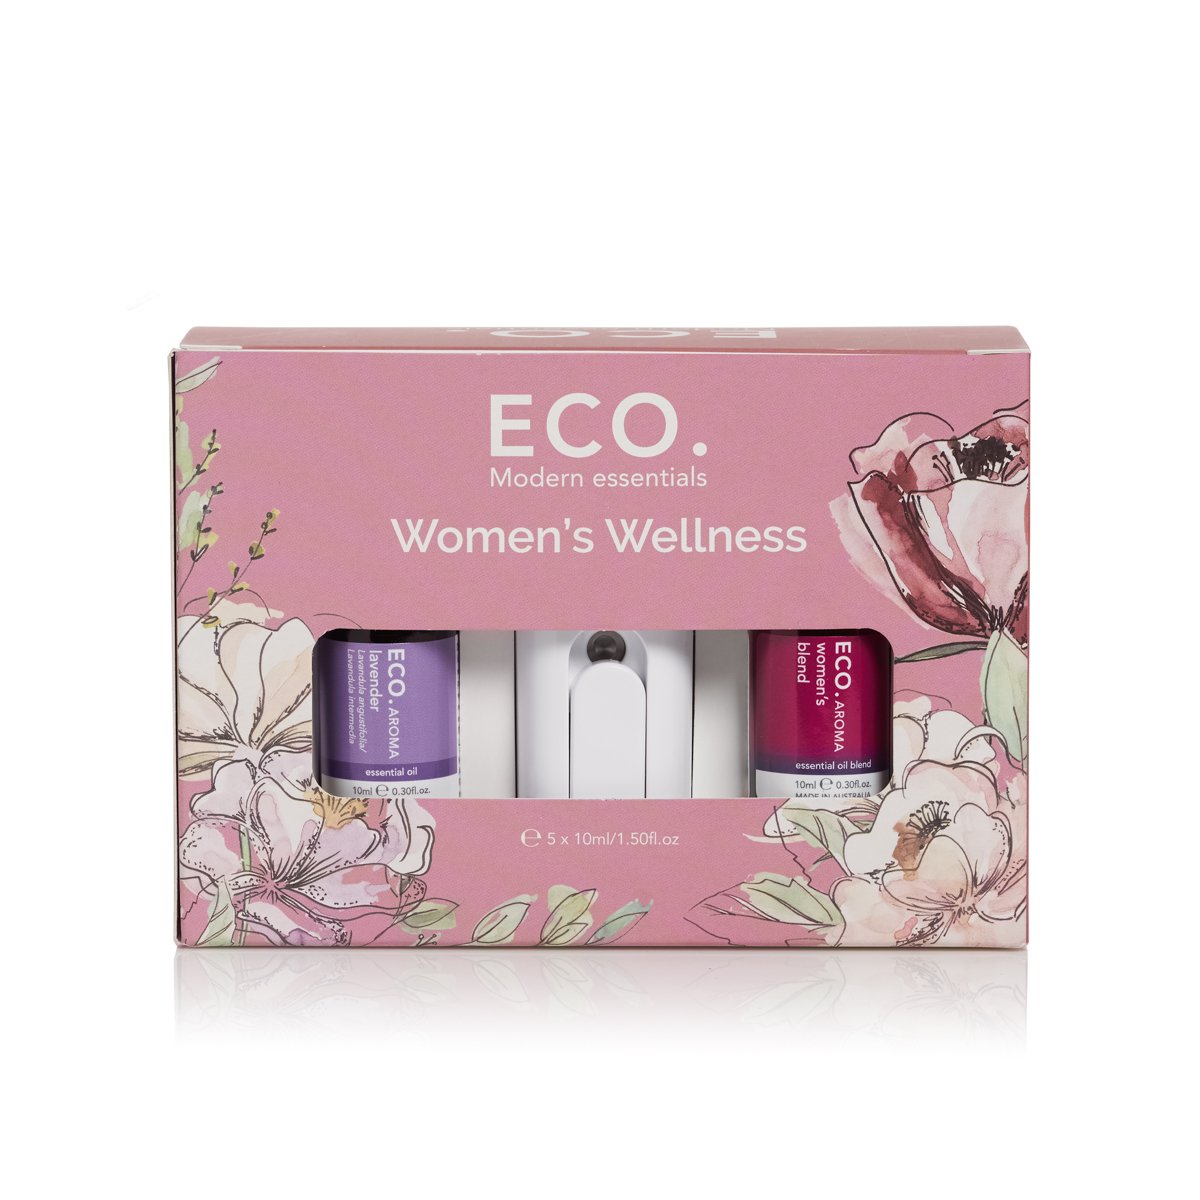 ECO.
Modern essentials
Women's Wellness
ECO. AROMA
lavender
Lavandula angustifolia/
Lavandula intermedia
essential oil
10ml ℮ 0.30fl.oz.
ECO. AROMA
women's
blend
essential oil blend
10ml ℮ 0.30fl.oz.
MADE IN AUSTRALIA
℮ 5 x 10ml/1.50fl.oz